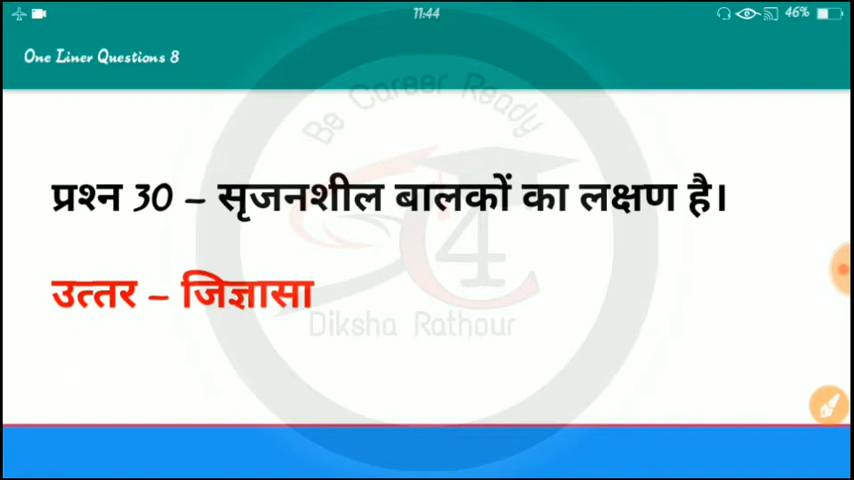 11:44
46%
One Liner Questions 8
Be Career Ready
प्रश्न 30 – सृजनशील बालकों का लक्षण है।
उत्तर – जिज्ञासा
Diksha Rathour